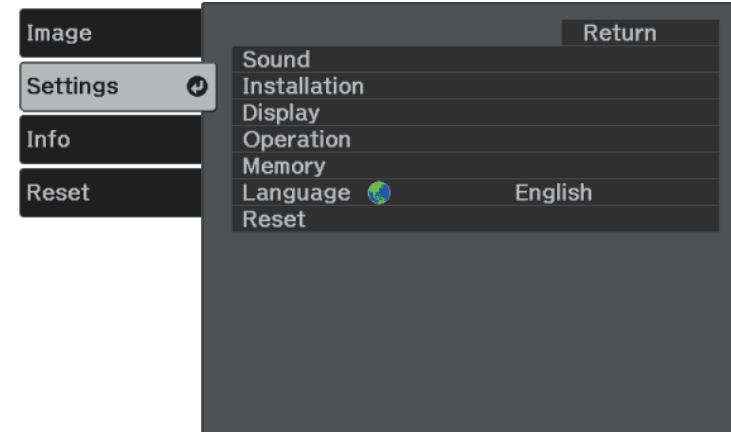 Image
Settings
Info
Reset
Return
Sound
Installation
Display
Operation
Memory
Language English
Reset